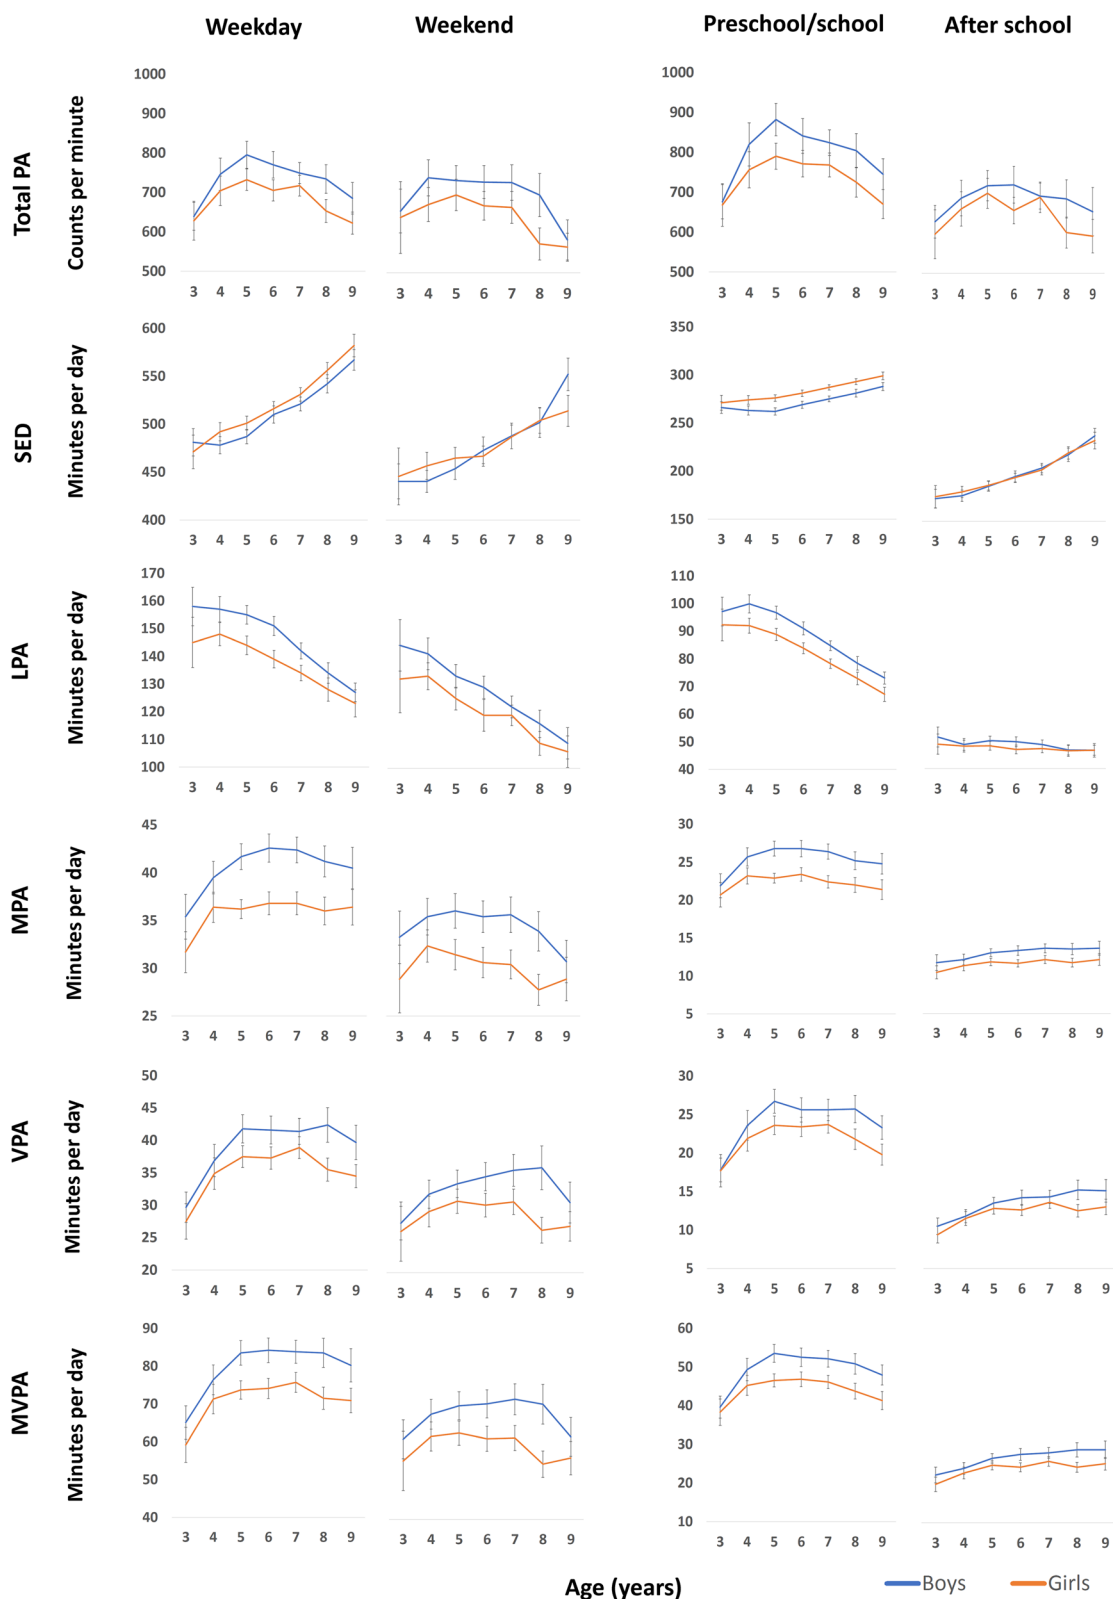 Weekday Weekend Preschool/school After school
Total PA
Counts per minute
1000
900
800
700
600
500
3 4 5 6 7 8 9
3 4 5 6 7 8 9
1000
900
800
700
600
500
3 4 5 6 7 8 9
3 4 5 6 7 8 9
SED
Minutes per day
600
550
500
450
400
3 4 5 6 7 8 9
3 4 5 6 7 8 9
350
300
250
200
150
3 4 5 6 7 8 9
3 4 5 6 7 8 9
LPA
Minutes per day
170
160
150
140
130
120
110
100
3 4 5 6 7 8 9
3 4 5 6 7 8 9
110
100
90
80
70
60
50
40
3 4 5 6 7 8 9
3 4 5 6 7 8 9
MPA
Minutes per day
45
40
35
30
25
3 4 5 6 7 8 9
3 4 5 6 7 8 9
30
25
20
15
10
5
3 4 5 6 7 8 9
3 4 5 6 7 8 9
VPA
Minutes per day
50
45
40
35
30
25
20
3 4 5 6 7 8 9
3 4 5 6 7 8 9
30
25
20
15
10
5
3 4 5 6 7 8 9
3 4 5 6 7 8 9
MVPA
Minutes per day
90
80
70
60
50
40
3 4 5 6 7 8 9
3 4 5 6 7 8 9
60
50
40
30
20
10
3 4 5 6 7 8 9
3 4 5 6 7 8 9
Age (years)
Boys Girls